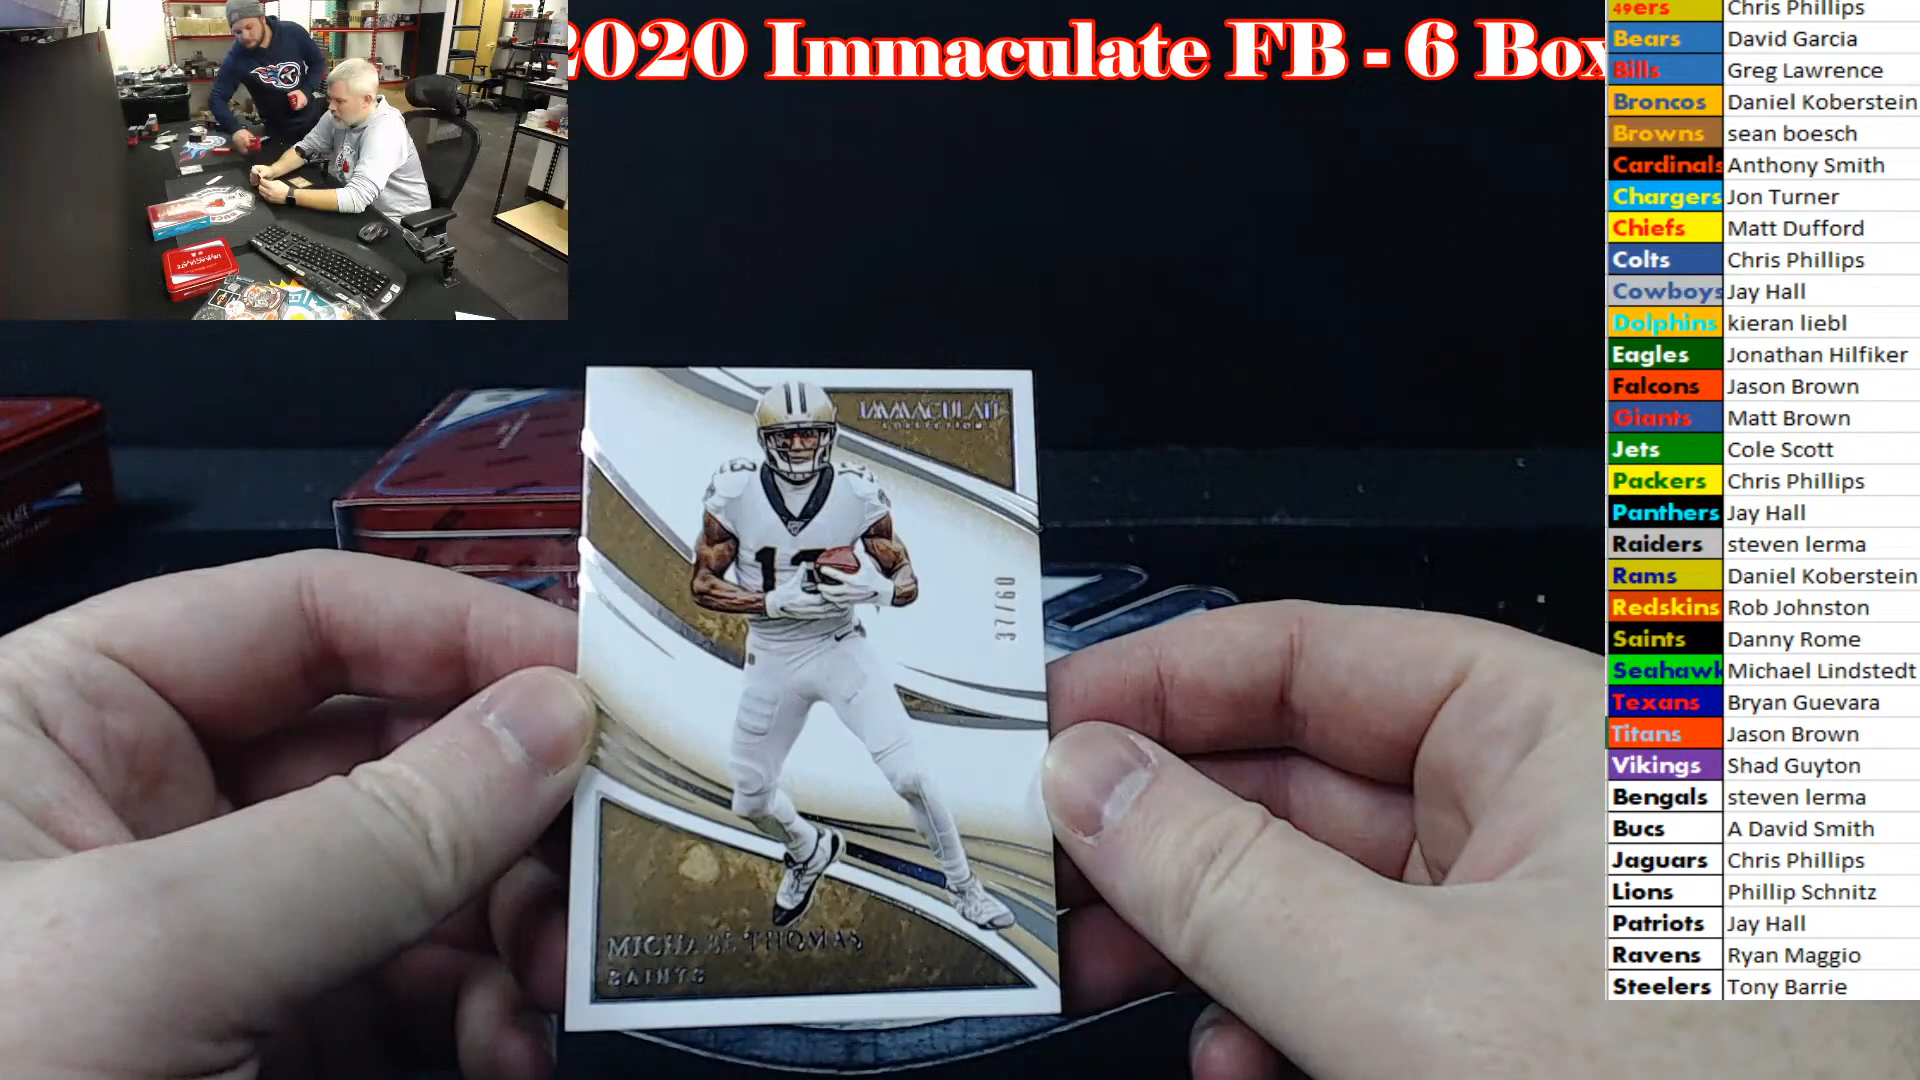 2020 Immaculate FB - 6 Box
49ers Chris Phillips
Bears David Garcia
Bills Greg Lawrence
Broncos Daniel Koberstein
Browns sean boesch
Cardinals Anthony Smith
Chargers Jon Turner
Chiefs Matt Dufford
Colts Chris Phillips
Cowboys Jay Hall
Dolphins kieran liebl
Eagles Jonathan Hilfiker
Falcons Jason Brown
Giants Matt Brown
Jets Cole Scott
Packers Chris Phillips
Panthers Jay Hall
Raiders steven lerma
Rams Daniel Koberstein
Redskins Rob Johnston
Saints Danny Rome
Seahawk Michael Lindstedt
Texans Bryan Guevara
Titans Jason Brown
Vikings Shad Guyton
Bengals steven lerma
Bucs A David Smith
Jaguars Chris Phillips
Lions Phillip Schnitz
Patriots Jay Hall
Ravens Ryan Maggio
Steelers Tony Barrie
IMMACULATE
COLLECTION
13
13
37/60
MICHAEL THOMAS
SAINTS
IMMACULATE